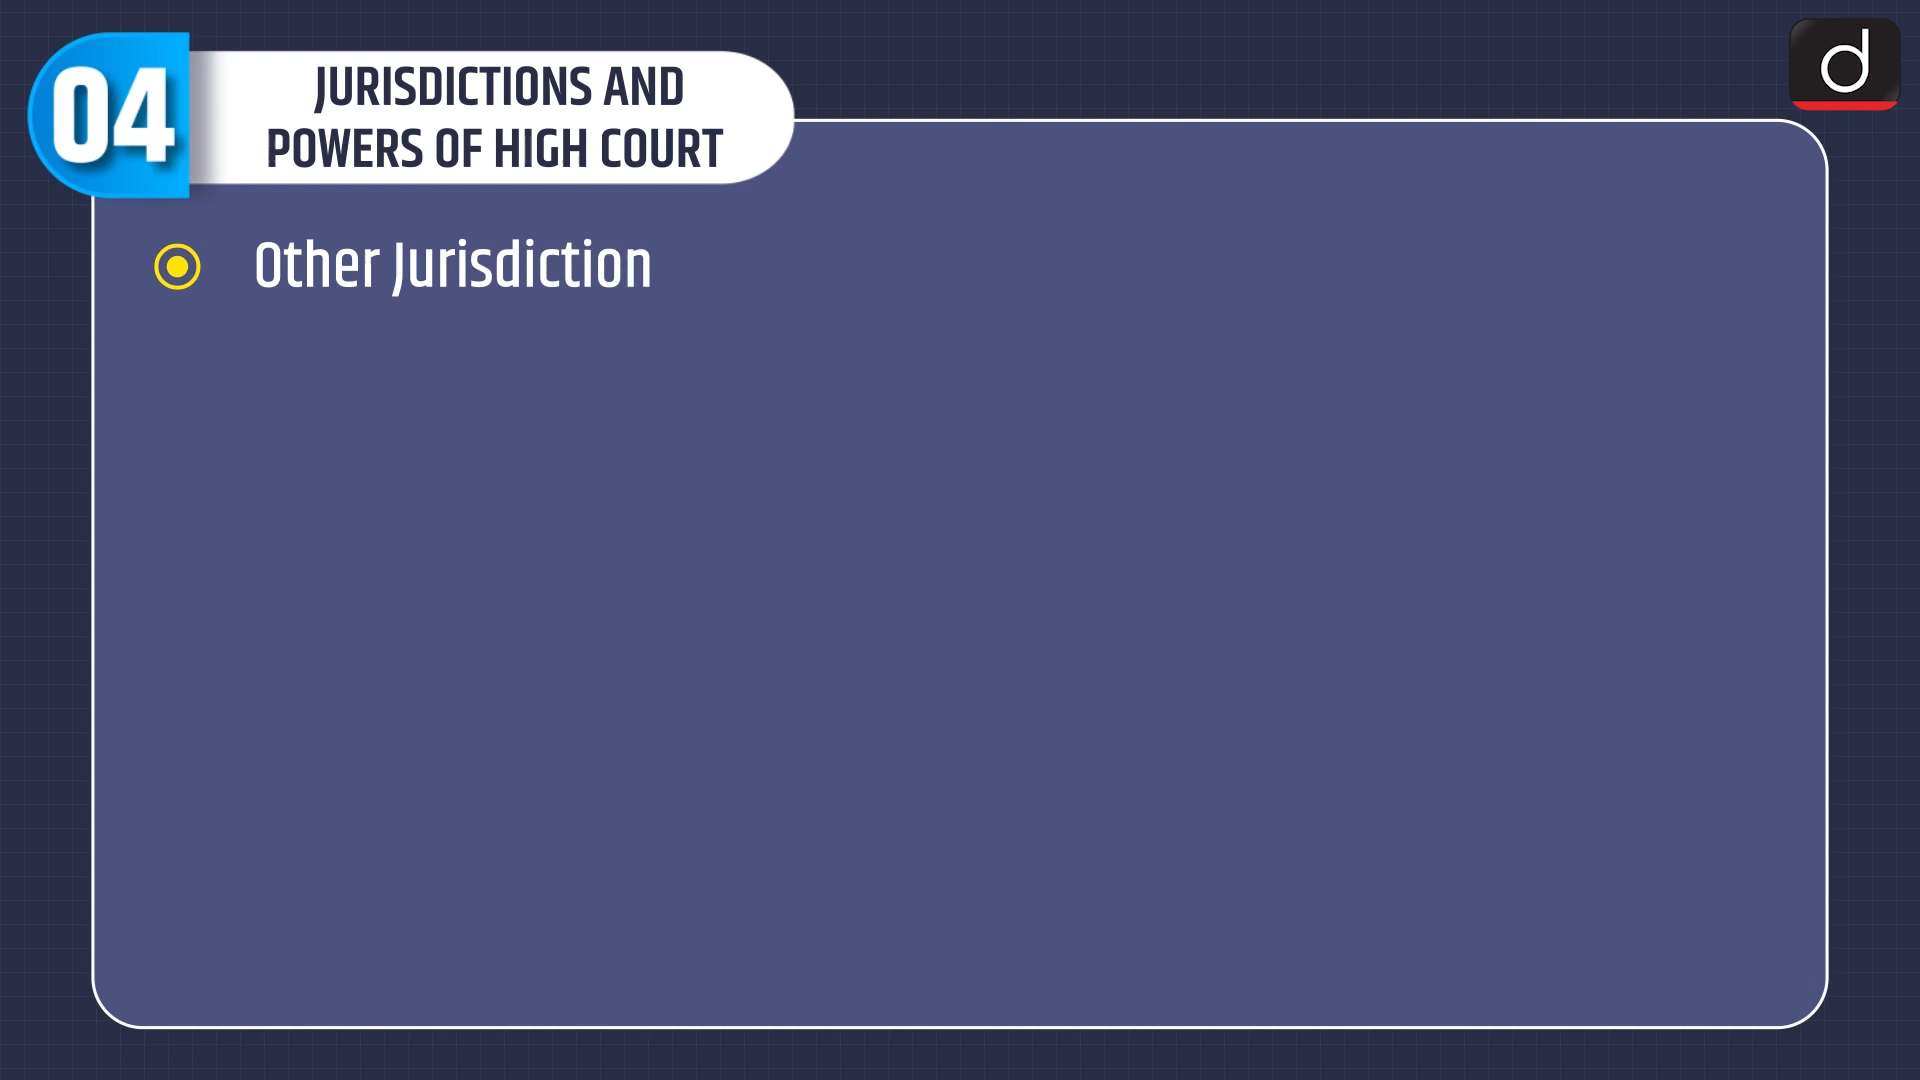 04
JURISDICTIONS AND
POWERS OF HIGH COURT
d
Other Jurisdiction